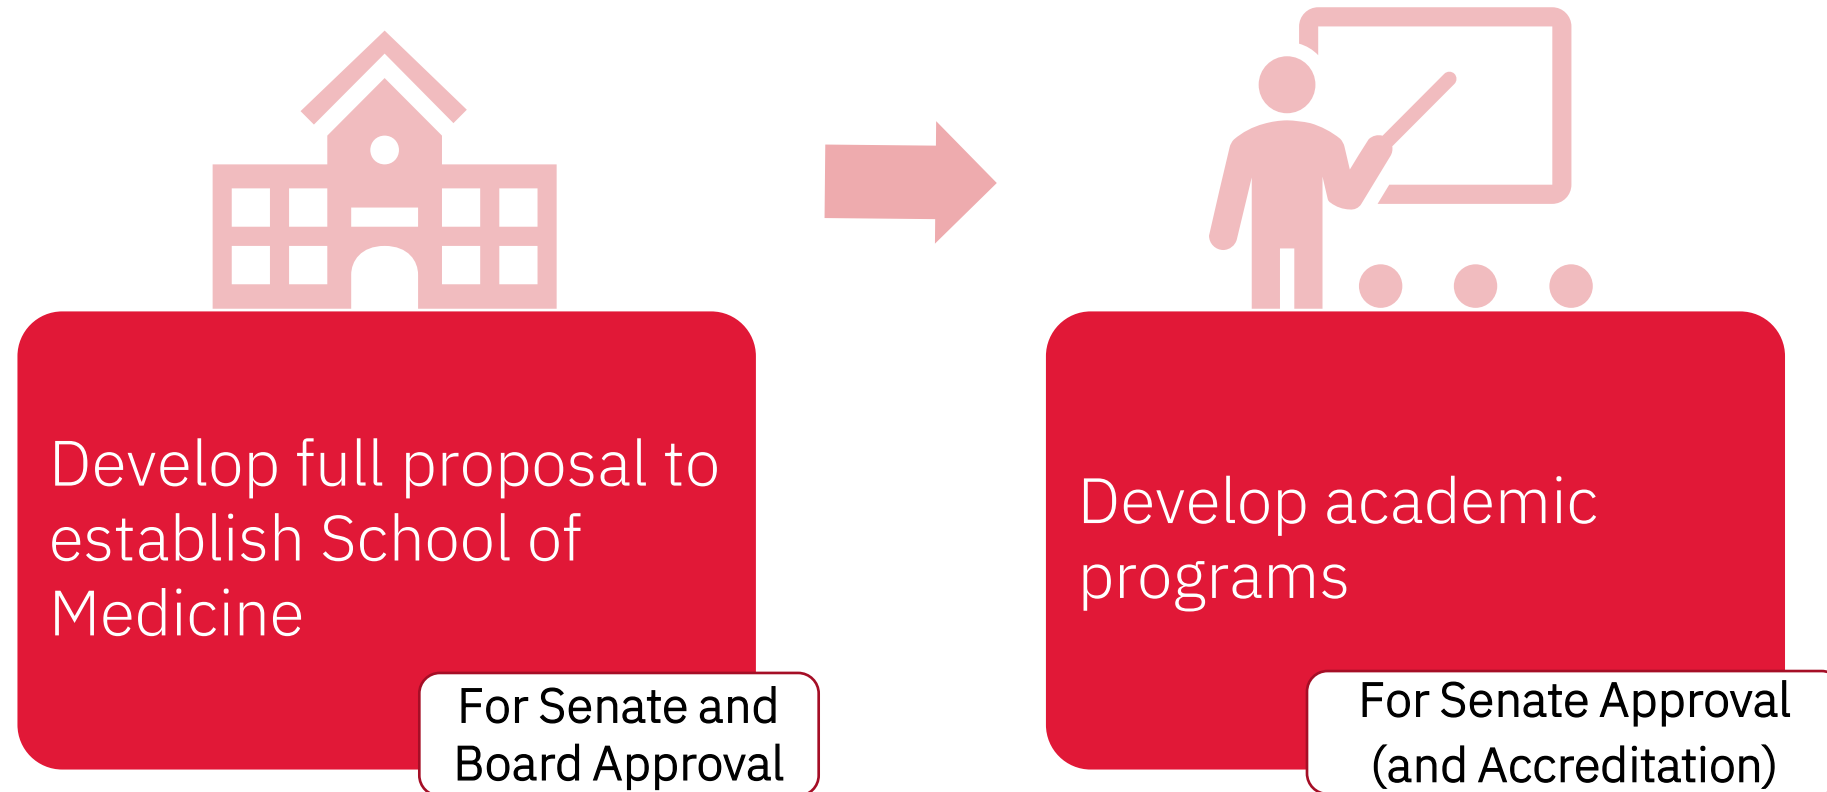 Develop full proposal to
establish School of
Medicine
For Senate and
Board Approval
Develop academic
programs
For Senate Approval
(and Accreditation)